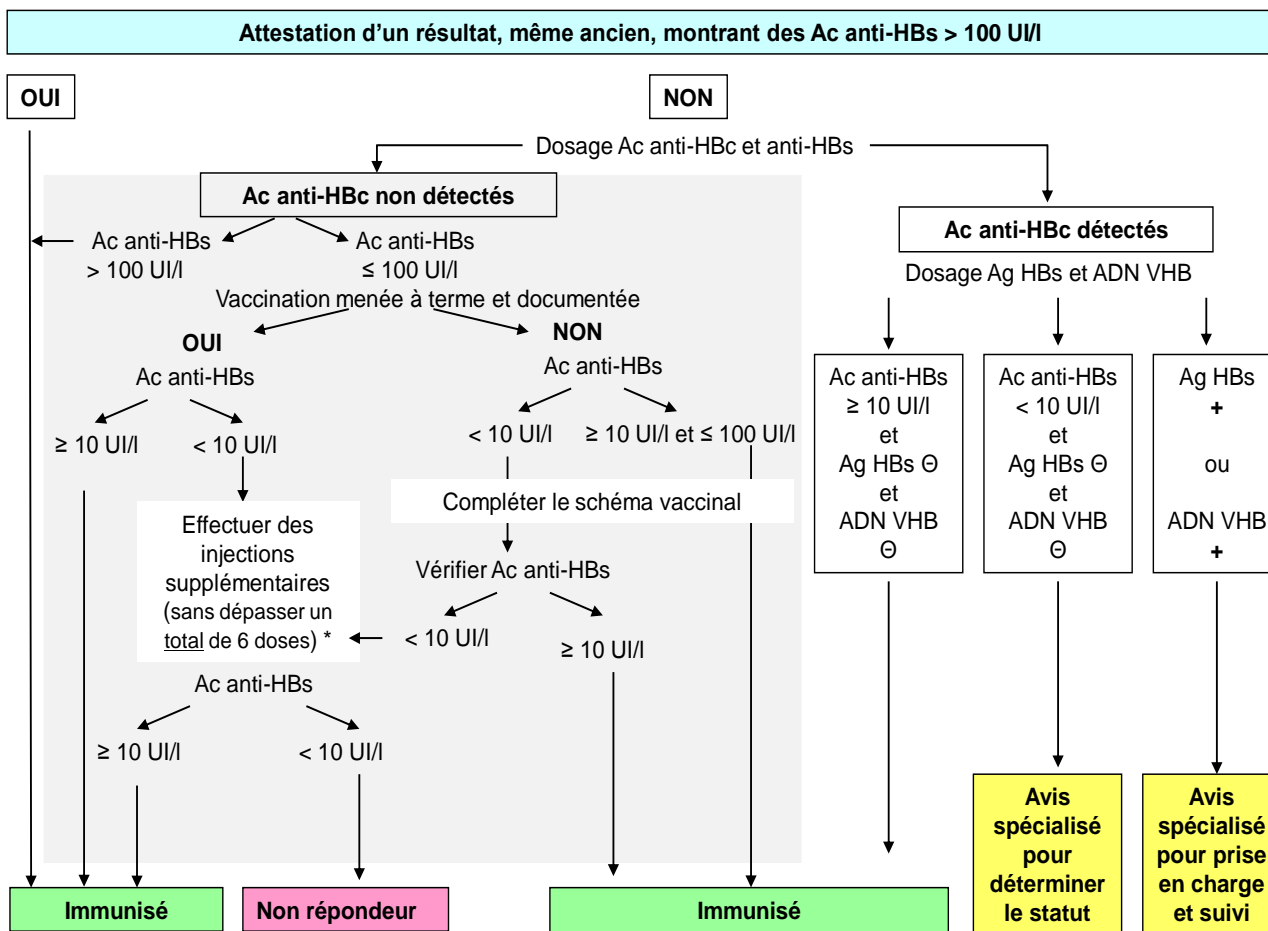 Attestation d’un résultat, même ancien, montrant des Ac anti-HBs > 100 UI/l
OUI
NON
Dosage Ac anti-HBc et anti-HBs
Ac anti-HBc non détectés
Ac anti-HBs
> 100 UI/l
Ac anti-HBs
≤ 100 UI/l
Vaccination menée à terme et documentée
OUI
Ac anti-HBs
≥ 10 UI/l
< 10 UI/l
NON
Ac anti-HBs
< 10 UI/l
≥ 10 UI/l et ≤ 100 UI/l
Effectuer des
injections
supplémentaires
(sans dépasser un
total de 6 doses) *
Compléter le schéma vaccinal
Vérifier Ac anti-HBs
< 10 UI/l
≥ 10 UI/l
Ac anti-HBs
≥ 10 UI/l
< 10 UI/l
Ac anti-HBc détectés
Dosage Ag HBs et ADN VHB
Ac anti-HBs
≥ 10 UI/l
et
Ag HBs Θ
et
ADN VHB
Θ
Ac anti-HBs
< 10 UI/l
et
Ag HBs Θ
et
ADN VHB
Θ
Ag HBs
+
ou
ADN VHB
+
Immunisé
Non répondeur
Immunisé
Avis
spécialisé
pour
déterminer
le statut
Avis
spécialisé
pour prise
en charge
et suivi